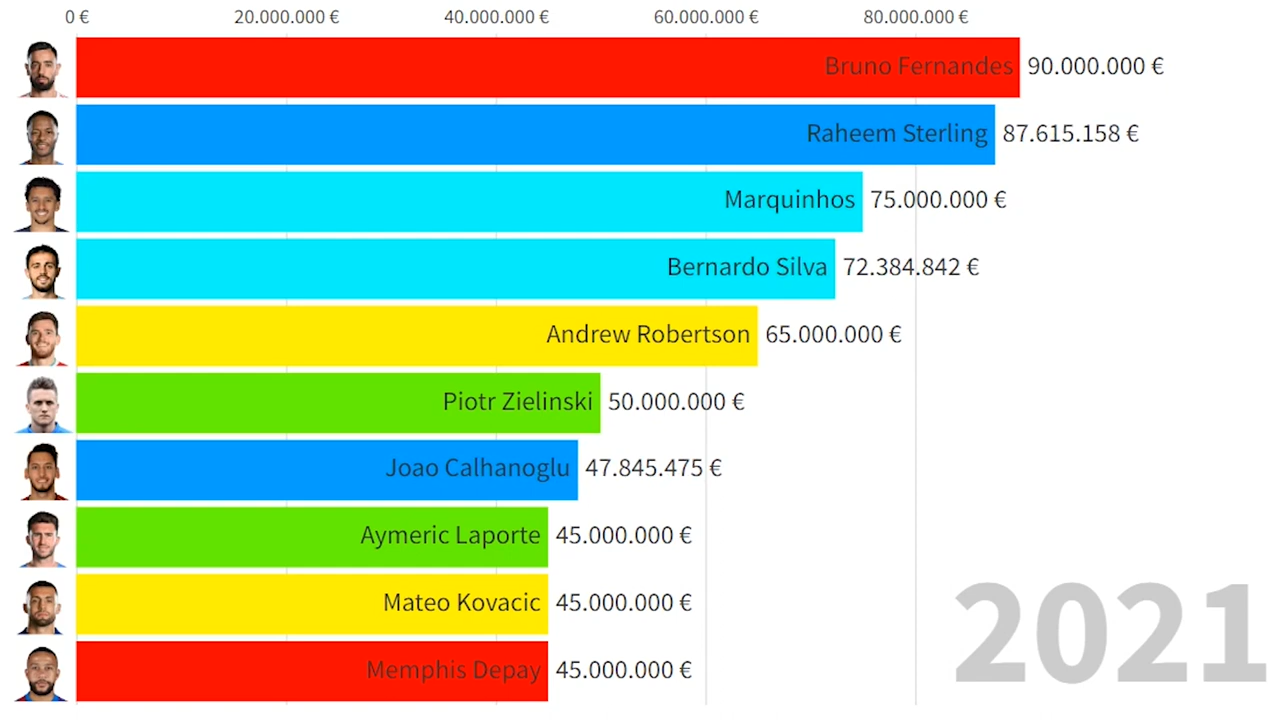 0 € 20.000.000 € 40.000.000 € 60.000.000 € 80.000.000 €
Bruno Fernandes 90.000.000 €
Raheem Sterling 87.615.158 €
Marquinhos 75.000.000 €
Bernardo Silva 72.384.842 €
Andrew Robertson 65.000.000 €
Piotr Zielinski 50.000.000 €
Joao Calhanoglu 47.845.475 €
Aymeric Laporte 45.000.000 €
Mateo Kovacic 45.000.000 €
Memphis Depay 45.000.000 €
2021